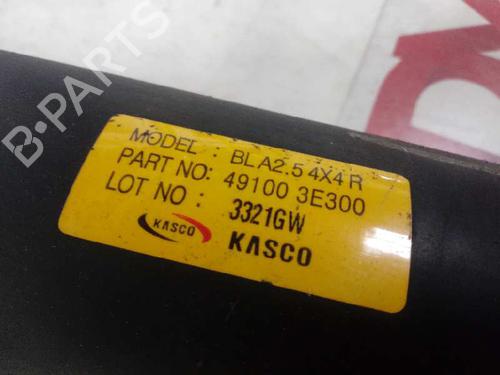 MODEL : BLA2.5 4X4 R
PART NO: 49100 3E300
LOT NO : 3321GW
KASCO KASCO
B-PARTS